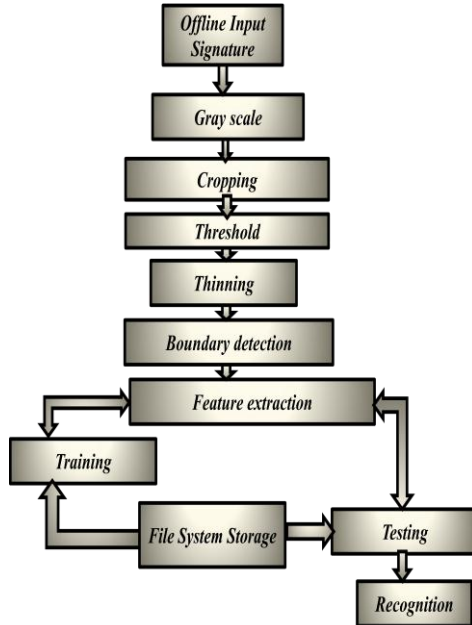 Offline Input
Signature
Gray scale
Cropping
Threshold
Thinning
Boundary detection
Feature extraction
Training
File System Storage
Testing
Recognition